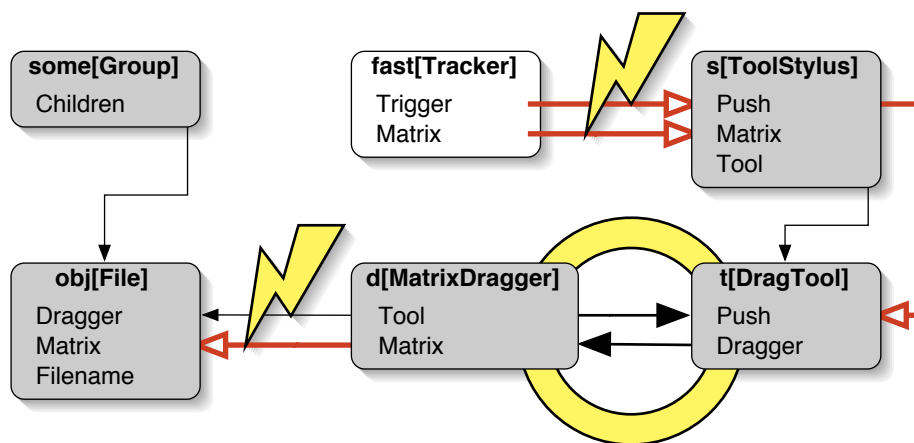 some[Group]
Children
fast[Tracker]
Trigger
Matrix
s[ToolStylus]
Push
Matrix
Tool
obj[File]
Dragger
Matrix
Filename
d[MatrixDragger]
Tool
Matrix
t[DragTool]
Push
Dragger